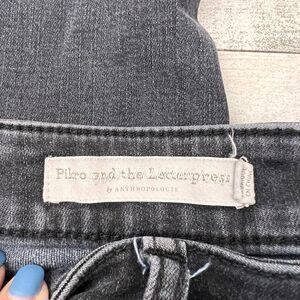 Pilcro and the Letterpress
by ANTHROPOLOGIE